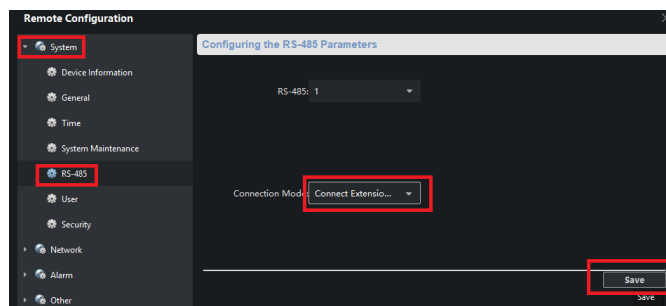 Remote Configuration
System
Device Information
General
Time
System Maintenance
RS-485
User
Security
Network
Alarm
Other
Configuring the RS-485 Parameters
RS-485: 1
Connection Mode: Connect Extensio...
Save
Save